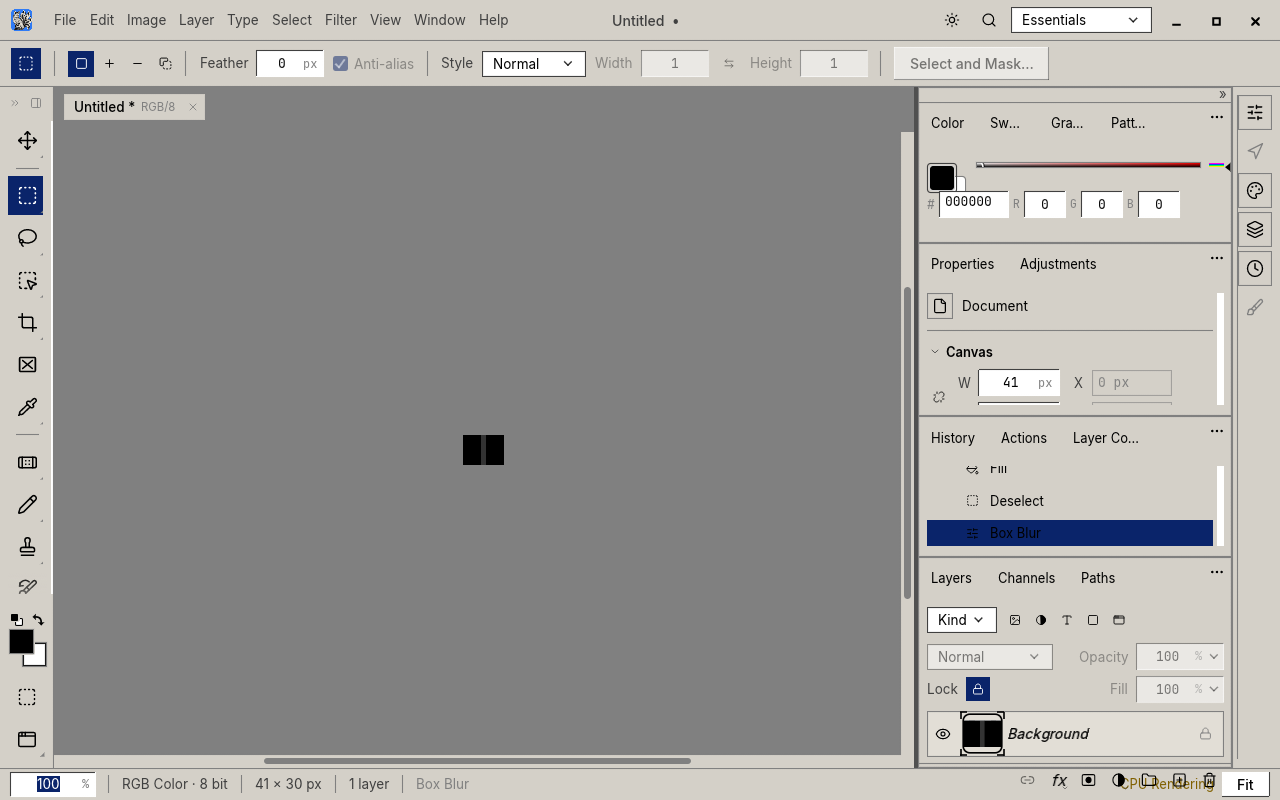 File Edit Image Layer Type Select Filter View Window Help Untitled • Essentials
Feather 0 px Anti-alias Style Normal Width 1 Height 1 Select and Mask...
Untitled * RGB/8
Color Sw... Gra... Patt...
# 000000 R 0 G 0 B 0
Properties Adjustments
Document
Canvas
W 41 px X 0 px
History Actions Layer Co...
Fill
Deselect
Box Blur
Layers Channels Paths
Kind
Normal Opacity 100 %
Lock Fill 100 %
Background
100 % RGB Color · 8 bit 41 × 30 px 1 layer Box Blur fx CPU Rendering Fit